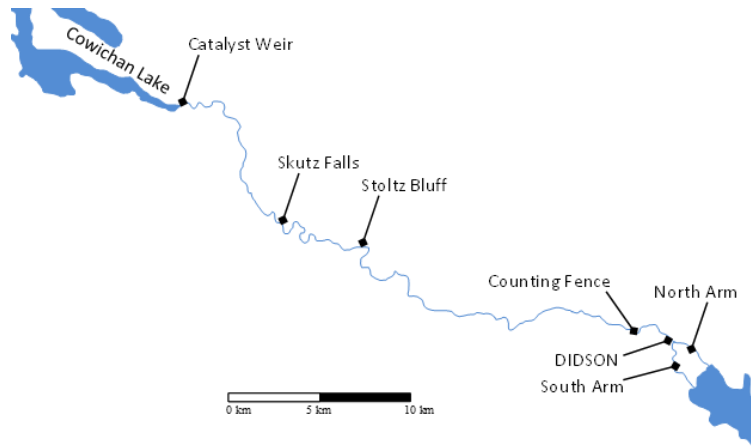 Cowichan Lake
Catalyst Weir
Skutz Falls
Stoltz Bluff
Counting Fence
North Arm
DIDSON
South Arm
0 km 5 km 10 km